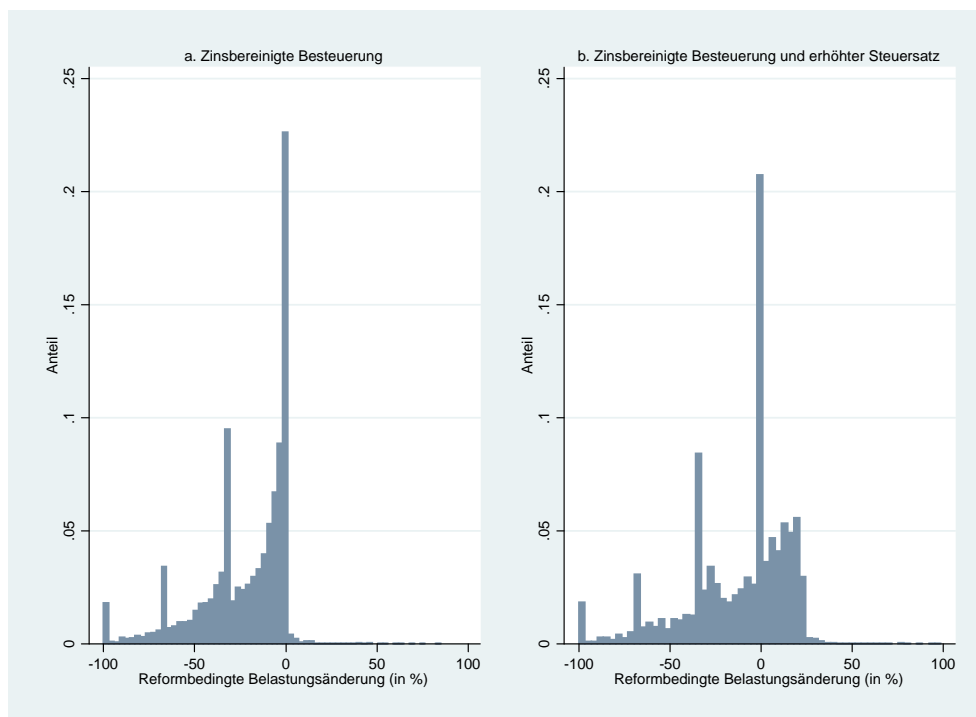 a. Zinsbereinigte Besteuerung
.25
.2
.15
.1
.05
0
Anteil
-100 -50 0 50 100
Reformbedingte Belastungsänderung (in %)
b. Zinsbereinigte Besteuerung und erhöhter Steuersatz
.25
.2
.15
.1
.05
0
Anteil
-100 -50 0 50 100
Reformbedingte Belastungsänderung (in %)